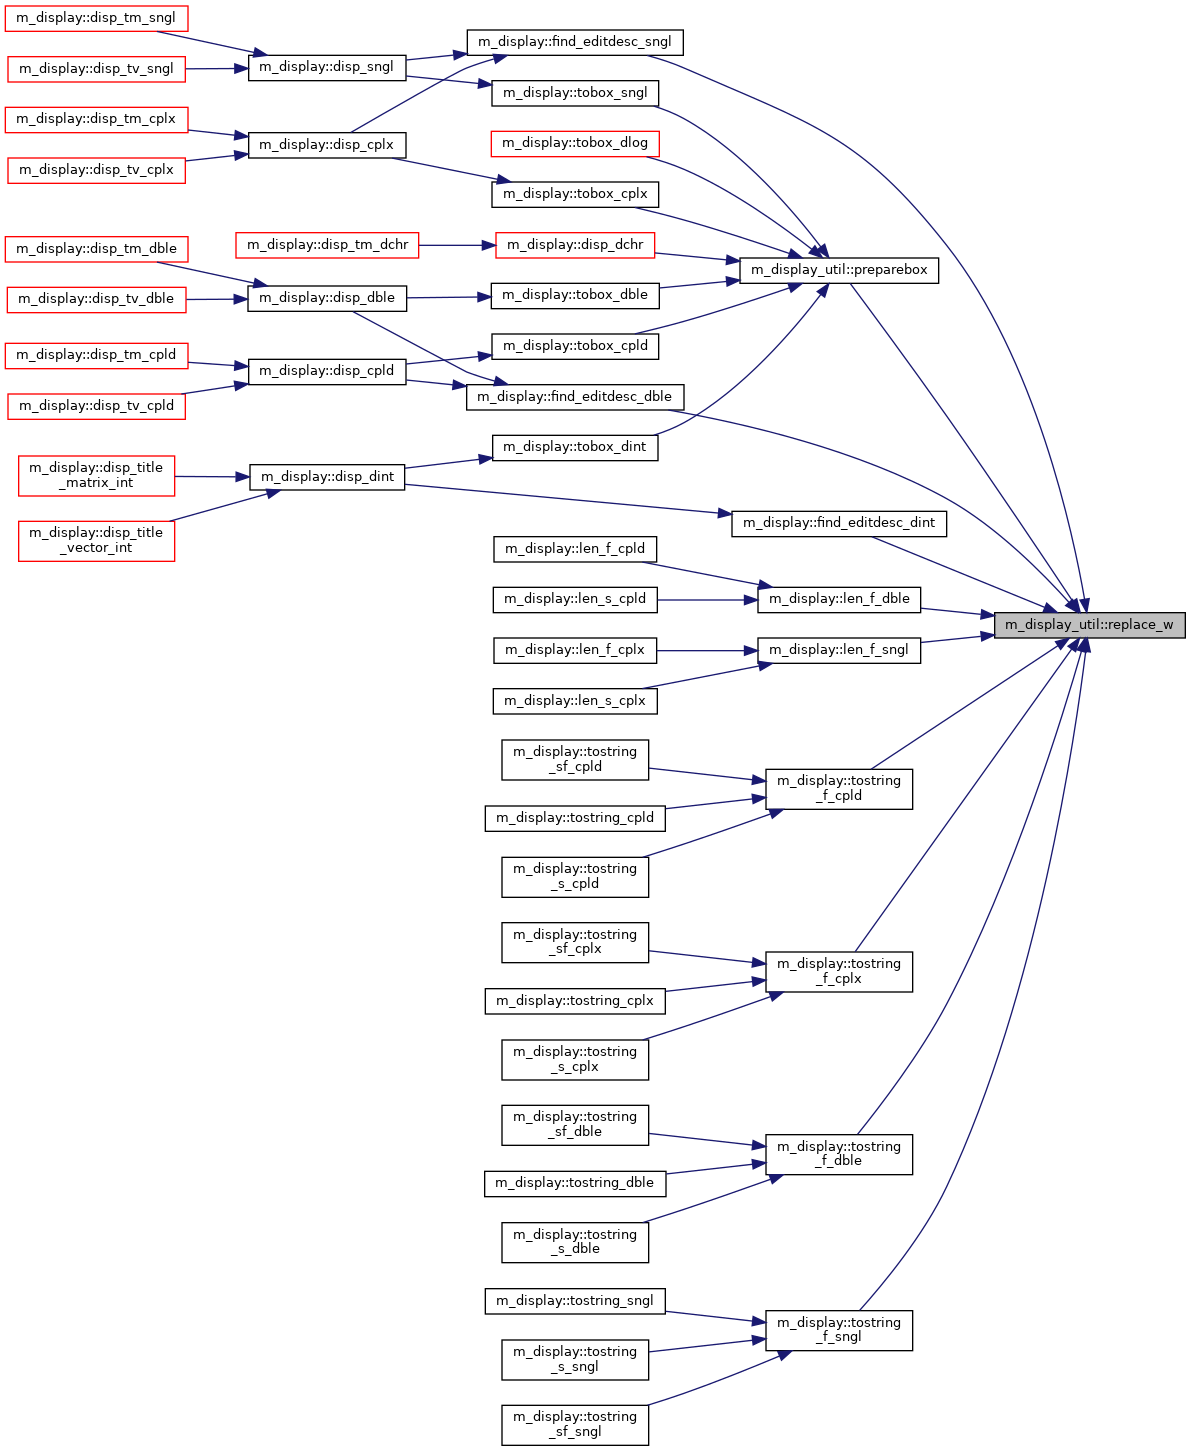 m_display::disp_tm_sngl
m_display::find_editdesc_sngl
m_display::disp_sngl
m_display::disp_tv_sngl
m_display::tobox_sngl
m_display::disp_tm_cplx
m_display::tobox_dlog
m_display::disp_cplx
m_display::disp_tv_cplx
m_display::tobox_cplx
m_display::disp_tm_dble
m_display::disp_tm_dchr
m_display::disp_dchr
m_display_util::preparebox
m_display::disp_tv_dble
m_display::disp_dble
m_display::tobox_dble
m_display::disp_tm_cpld
m_display::tobox_cpld
m_display::disp_cpld
m_display::find_editdesc_dble
m_display::disp_tv_cpld
m_display::tobox_dint
m_display::disp_title
_matrix_int
m_display::disp_dint
m_display::find_editdesc_dint
m_display::disp_title
_vector_int
m_display::len_f_cpld
m_display::len_s_cpld
m_display::len_f_dble
m_display_util::replace_w
m_display::len_f_cplx
m_display::len_f_sngl
m_display::len_s_cplx
m_display::tostring
_sf_cpld
m_display::tostring
_f_cpld
m_display::tostring_cpld
m_display::tostring
_s_cpld
m_display::tostring
_sf_cplx
m_display::tostring
_f_cplx
m_display::tostring_cplx
m_display::tostring
_s_cplx
m_display::tostring
_sf_dble
m_display::tostring
_f_dble
m_display::tostring_dble
m_display::tostring
_s_dble
m_display::tostring_sngl
m_display::tostring
_f_sngl
m_display::tostring
_s_sngl
m_display::tostring
_sf_sngl